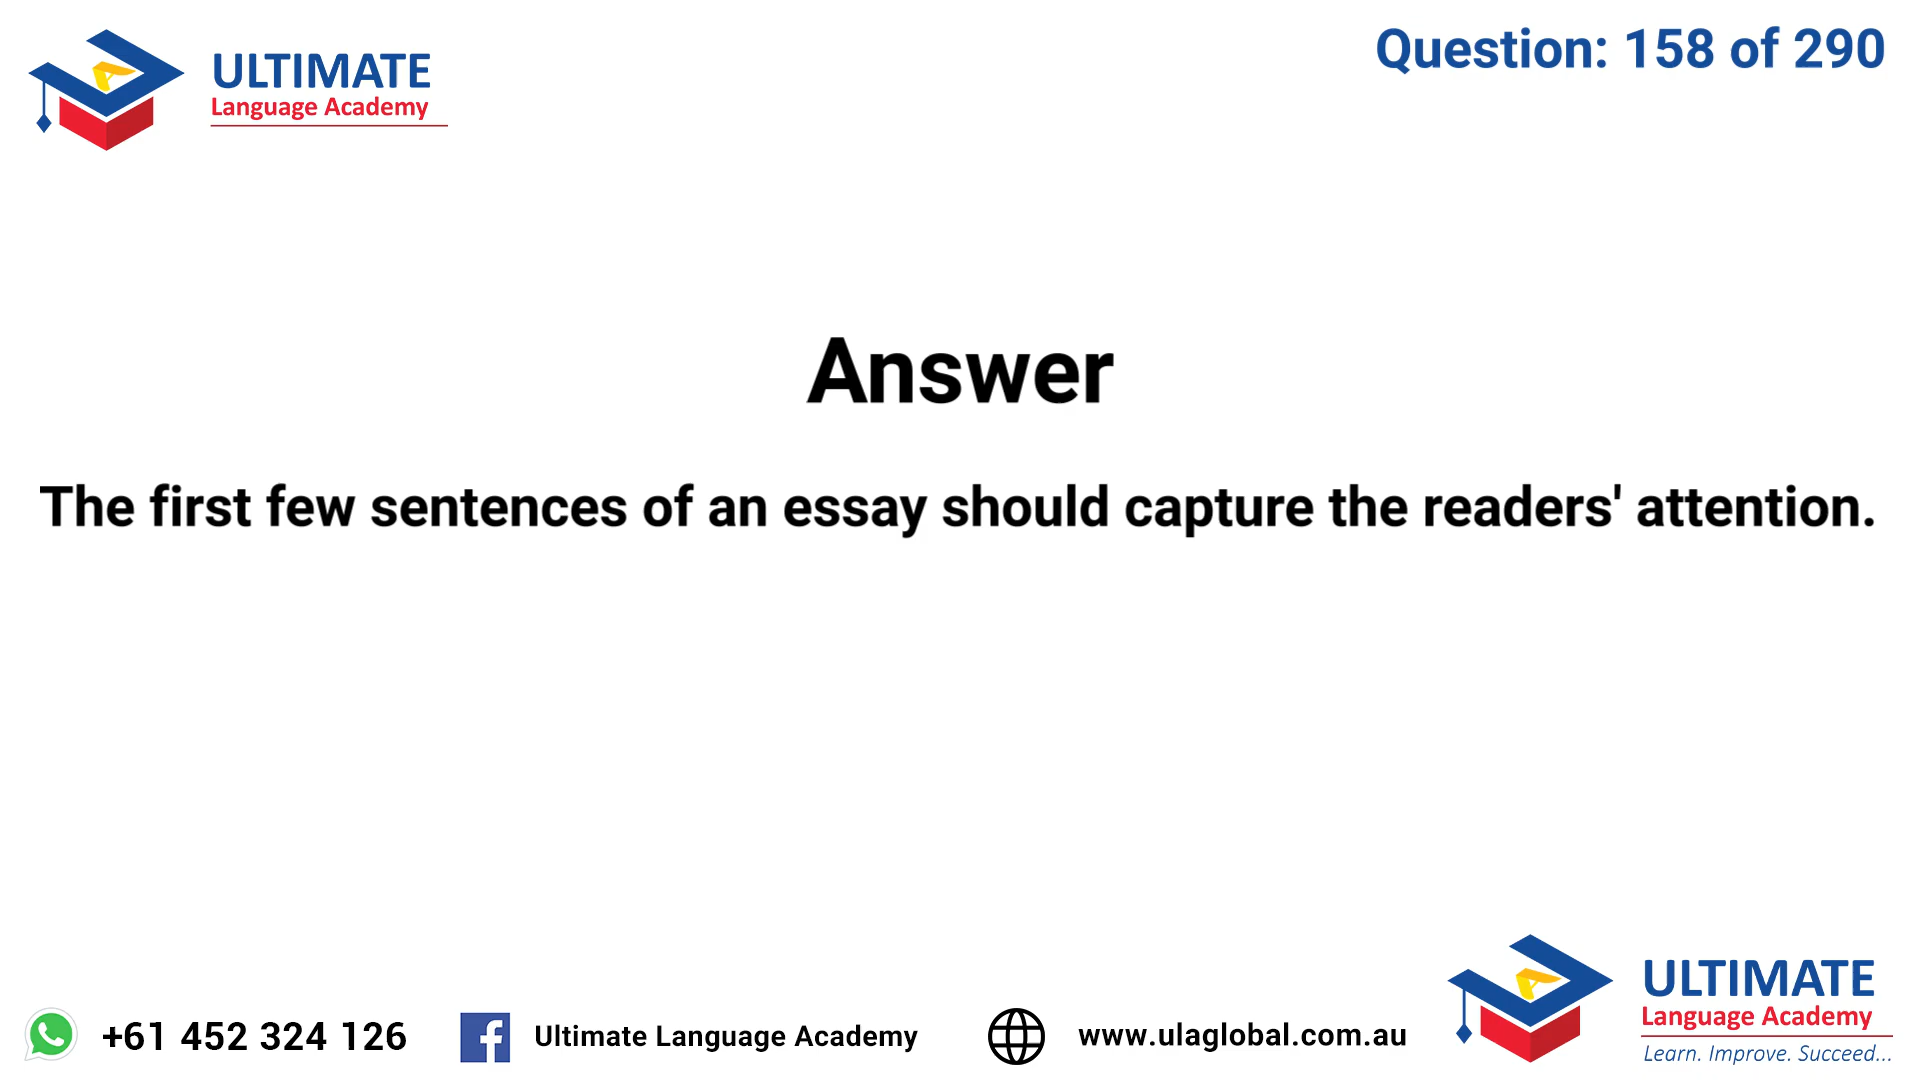 ULTIMATE
Language Academy
Question: 158 of 290
Answer
The first few sentences of an essay should capture the readers' attention.
+61 452 324 126
Ultimate Language Academy
www.ulaglobal.com.au
ULTIMATE
Language Academy
Learn. Improve. Succeed...